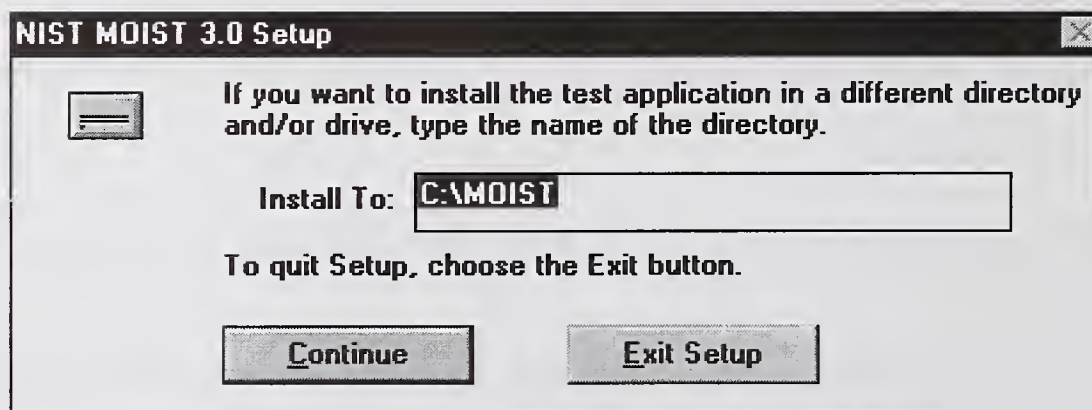 NIST MOIST 3.0 Setup
If you want to install the test application in a different directory
and/or drive, type the name of the directory.
Install To: C:\MOIST
To quit Setup, choose the Exit button.
Continue
Exit Setup